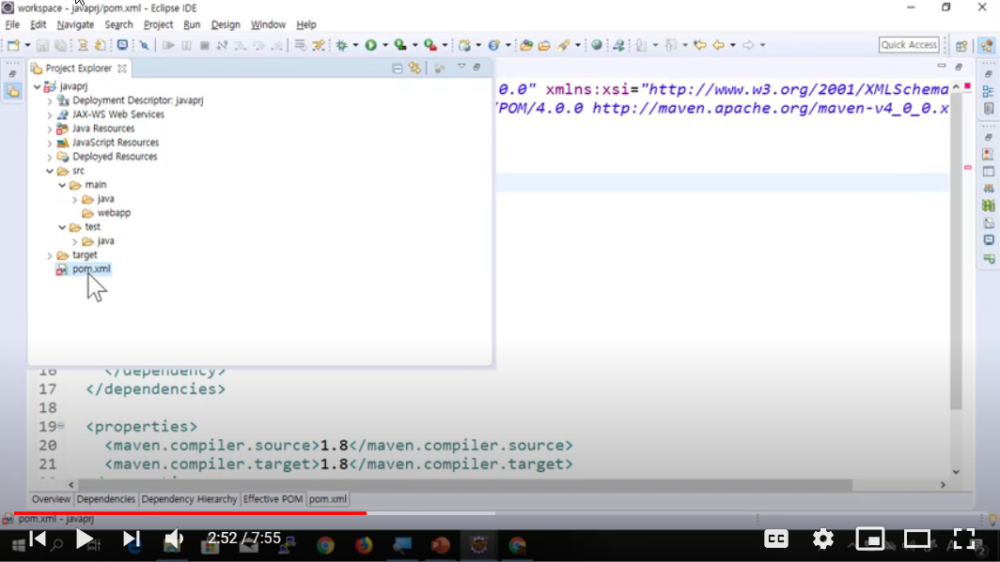 workspace - javaprj/pom.xml - Eclipse IDE
File Edit Navigate Search Project Run Design Window Help
Quick Access
Project Explorer
javaprj
Deployment Descriptor: javaprj
JAX-WS Web Services
Java Resources
JavaScript Resources
Deployed Resources
src
main
java
webapp
test
java
target
pom.xml
0.0" xmlns:xsi="http://www.w3.org/2001/XMLSchema
/POM/4.0.0 http://maven.apache.org/maven-v4_0_0.x
16 </dependency>
17 </dependencies>
18
19 <properties>
20 <maven.compiler.source>1.8</maven.compiler.source>
21 <maven.compiler.target>1.8</maven.compiler.target>
Overview Dependencies Dependency Hierarchy Effective POM pom.xml
pom.xml - javaprj
2:52 / 7:55
CC